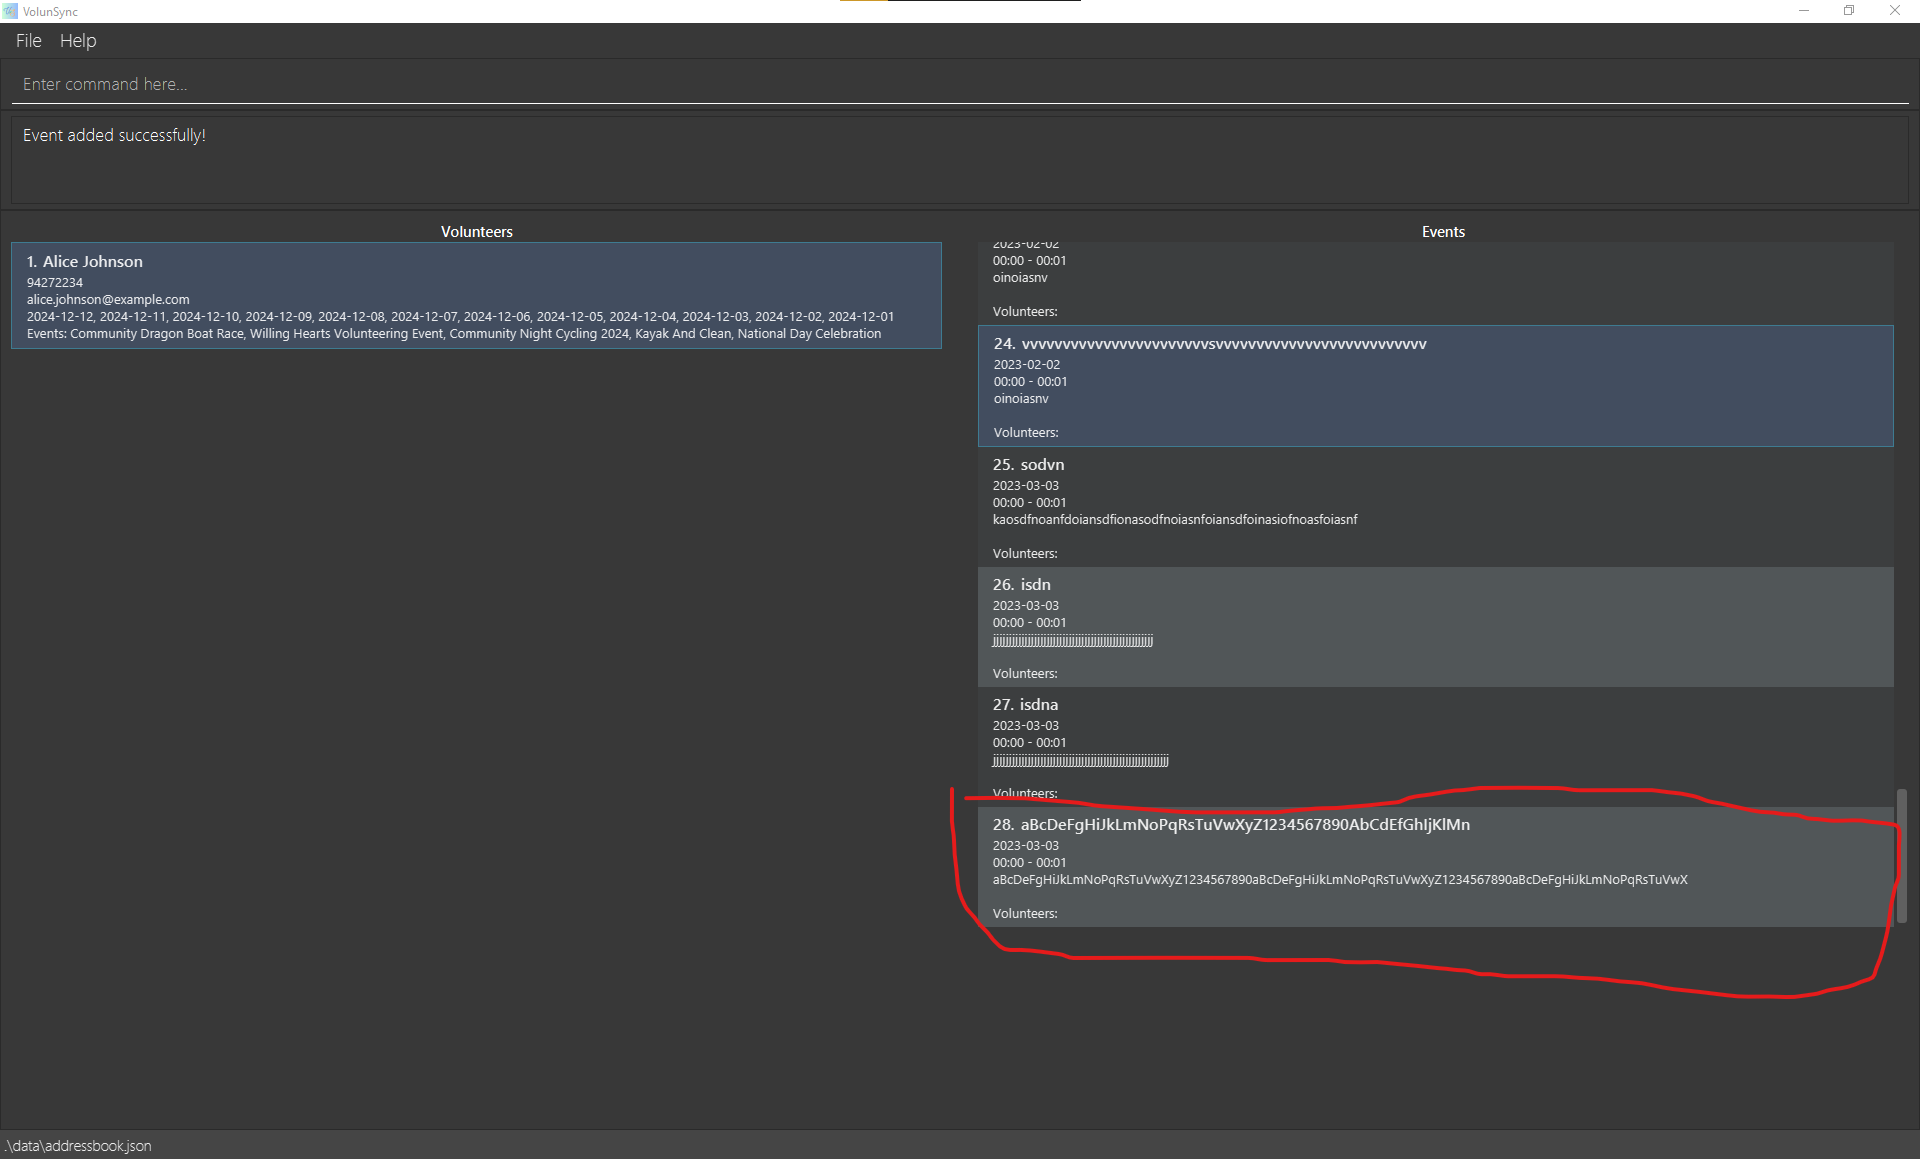 VolunSync
File Help
Enter command here...
Event added successfully!
Volunteers
1. Alice Johnson
94272234
alice.johnson@example.com
2024-12-12, 2024-12-11, 2024-12-10, 2024-12-09, 2024-12-08, 2024-12-07, 2024-12-06, 2024-12-05, 2024-12-04, 2024-12-03, 2024-12-02, 2024-12-01
Events: Community Dragon Boat Race, Willing Hearts Volunteering Event, Community Night Cycling 2024, Kayak And Clean, National Day Celebration
Events
2023-02-02
00:00 - 00:01
oinoiasnv
Volunteers:
24.
2023-02-02
00:00 - 00:01
oinoiasnv
Volunteers:
25. sodvn
2023-03-03
00:00 - 00:01
kaosdfnoanfdoiansdfionasodfnoiasnfoiansdfoinasiofnoasfoiasnf
Volunteers:
26. isdn
2023-03-03
00:00 - 00:01
Volunteers:
27. isdna
2023-03-03
00:00 - 00:01
Volunteers:
28. aBcDeFgHiJkLmNoPqRsTuVwXyZ1234567890AbCdEfGhIjKlMn
2023-03-03
00:00 - 00:01
aBcDeFgHiJkLmNoPqRsTuVwXyZ1234567890aBcDeFgHiJkLmNoPqRsTuVwXyZ1234567890aBcDeFgHiJkLmNoPqRsTuVwX
Volunteers:
.\data\addressbook.json